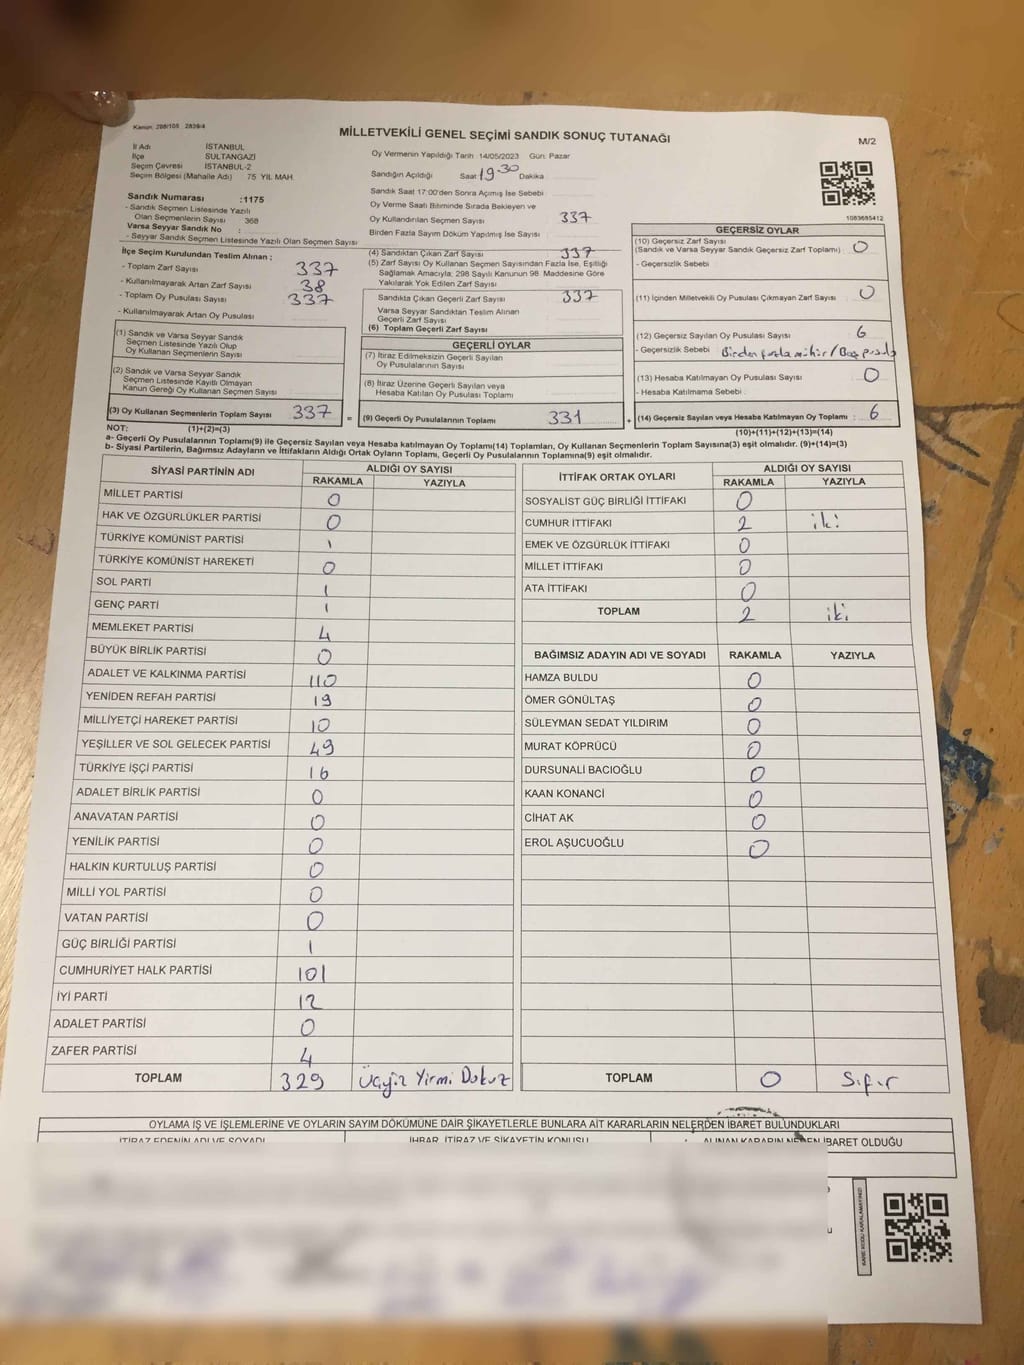 Kanun: 298/105 2839/4
MİLLETVEKİLİ GENEL SEÇİMİ SANDIK SONUÇ TUTANAĞI
M/2
İl Adı İSTANBUL
İlçe SULTANGAZİ
Seçim Çevresi İSTANBUL-2
Seçim Bölgesi (Mahalle Adı) 75 YIL MAH.
Oy Vermenin Yapıldığı Tarih 14/05/2023 Gün: Pazar
Sandığın Açıldığı Saat 19.30 Dakika
Sandık Saat 17:00'den Sonra Açımış İse Sebebi
Oy Verme Saati Bitiminde Sırada Bekleyen ve
Oy Kullandırılan Seçmen Sayısı 337
Birden Fazla Sayım Döküm Yapılmış İse Sayısı
1083685412
Sandık Numarası :1175
- Sandık Seçmen Listesinde Yazılı
Olan Seçmenlerin Sayısı 368
Varsa Seyyar Sandık No :
- Seyyar Sandık Seçmen Listesinde Yazılı Olan Seçmen Sayısı
İlçe Seçim Kurulundan Teslim Alınan ;
- Toplam Zarf Sayısı 337
- Kullanılmayarak Artan Zarf Sayısı 38
- Toplam Oy Pusulası Sayısı 337
- Kullanılmayarak Artan Oy Pusulası
(1) Sandık ve Varsa Seyyar Sandık
Seçmen Listesinde Yazılı Olup
Oy Kullanan Seçmenlerin Sayısı
(2) Sandık ve Varsa Seyyar Sandık
Seçmen Listesinde Kayıtlı Olmayan
Kanun Gereği Oy Kullanan Seçmen Sayısı
(3) Oy Kullanan Seçmenlerin Toplam Sayısı 337 =
(4) Sandıktan Çıkan Zarf Sayısı 337
(5) Zarf Sayısı Oy Kullanan Seçmen Sayısından Fazla İse, Eşitliği
Sağlamak Amacıyla; 298 Sayılı Kanunun 98. Maddesine Göre
Yakılarak Yok Edilen Zarf Sayısı
Sandıkta Çıkan Geçerli Zarf Sayısı 337
Varsa Seyyar Sandıktan Teslim Alınan
Geçerli Zarf Sayısı
(6) Toplam Geçerli Zarf Sayısı
GEÇERLİ OYLAR
(7) İtiraz Edilmeksizin Geçerli Sayılan
Oy Pusulalarının Sayısı
(8) İtiraz Üzerine Geçerli Sayılan veya
Hesaba Katılan Oy Pusulası Toplamı
(9) Geçerli Oy Pusulalarının Toplamı 331 +
GEÇERSİZ OYLAR
(10) Geçersiz Zarf Sayısı
(Sandık ve Varsa Seyyar Sandık Geçersiz Zarf Toplamı) : 0
- Geçersizlik Sebebi :
(11) İçinden Milletvekili Oy Pusulası Çıkmayan Zarf Sayısı 0
(12) Geçersiz Sayılan Oy Pusulası Sayısı : 6
- Geçersizlik Sebebi Birden fazla mühür / Boş pusula
(13) Hesaba Katılmayan Oy Pusulası Sayısı : 0
- Hesaba Katılmama Sebebi :
(14) Geçersiz Sayılan veya Hesaba Katılmayan Oy Toplamı : 6
NOT: (1)+(2)=(3)
(10)+(11)+(12)+(13)=(14)
a- Geçerli Oy Pusulalarının Toplamı(9) ile Geçersiz Sayılan veya Hesaba katılmayan Oy Toplamı(14) Toplamları, Oy Kullanan Seçmenlerin Toplam Sayısına(3) eşit olmalıdır. (9)+(14)=(3)
b- Siyasi Partilerin, Bağımsız Adayların ve İttifakların Aldığı Ortak Oyların Toplamı, Geçerli Oy Pusulalarının Toplamına(9) eşit olmalıdır.
SİYASİ PARTİNİN ADI ALDIĞI OY SAYISI
RAKAMLA YAZIYLA
MİLLET PARTİSİ 0
HAK VE ÖZGÜRLÜKLER PARTİSİ 0
TÜRKİYE KOMÜNİST PARTİSİ 1
TÜRKİYE KOMÜNİST HAREKETİ 0
SOL PARTİ 1
GENÇ PARTİ 1
MEMLEKET PARTİSİ 4
BÜYÜK BİRLİK PARTİSİ 0
ADALET VE KALKINMA PARTİSİ 110
YENİDEN REFAH PARTİSİ 19
MİLLİYETÇİ HAREKET PARTİSİ 10
YEŞİLLER VE SOL GELECEK PARTİSİ 49
TÜRKİYE İŞÇİ PARTİSİ 16
ADALET BİRLİK PARTİSİ 0
ANAVATAN PARTİSİ 0
YENİLİK PARTİSİ 0
HALKIN KURTULUŞ PARTİSİ 0
MİLLİ YOL PARTİSİ 0
VATAN PARTİSİ 0
GÜÇ BİRLİĞİ PARTİSİ 1
CUMHURİYET HALK PARTİSİ 101
İYİ PARTİ 12
ADALET PARTİSİ 0
ZAFER PARTİSİ 4
TOPLAM 329 Üçyüz Yirmi Dokuz
İTTİFAK ORTAK OYLARI ALDIĞI OY SAYISI
RAKAMLA YAZIYLA
SOSYALİST GÜÇ BİRLİĞİ İTTİFAKI 0
CUMHUR İTTİFAKI 2 iki
EMEK VE ÖZGÜRLÜK İTTİFAKI 0
MİLLET İTTİFAKI 0
ATA İTTİFAKI 0
TOPLAM 2 iki
BAĞIMSIZ ADAYIN ADI VE SOYADI RAKAMLA YAZIYLA
HAMZA BULDU 0
ÖMER GÖNÜLTAŞ 0
SÜLEYMAN SEDAT YILDIRIM 0
MURAT KÖPRÜCÜ 0
DURSUNALİ BACIOĞLU 0
KAAN KONANCİ 0
CİHAT AK 0
EROL AŞUCUOĞLU 0
TOPLAM 0 Sıfır
OYLAMA İŞ VE İŞLEMLERİNE VE OYLARIN SAYIM DÖKÜMÜNE DAİR ŞİKAYETLERLE BUNLARA AİT KARARLARIN NELERDEN İBARET BULUNDUKLARI
İTİRAZ EDENİN ADI VE SOYADI İHBAR, İTİRAZ VE ŞİKAYETİN KONUSU ALINAN KARARIN NEDEN İBARET OLDUĞU
KARE KODU KARALAMAYINIZ!